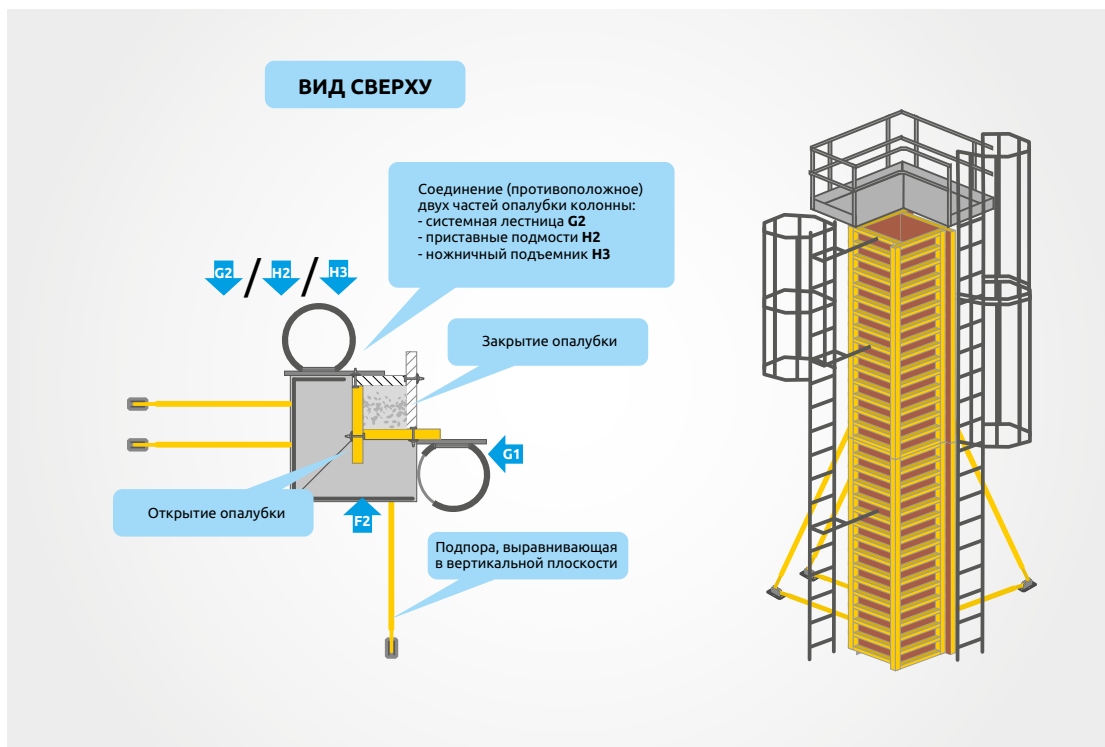 ВИД СВЕРХУ
Соединение (противоположное)
двух частей опалубки колонны:
- системная лестница G2
- приставные подмости H2
- ножничный подъемник H3
G2 / H2 / H3
Закрытие опалубки
G1
Открытие опалубки
F2
Подпора, выравнивающая
в вертикальной плоскости